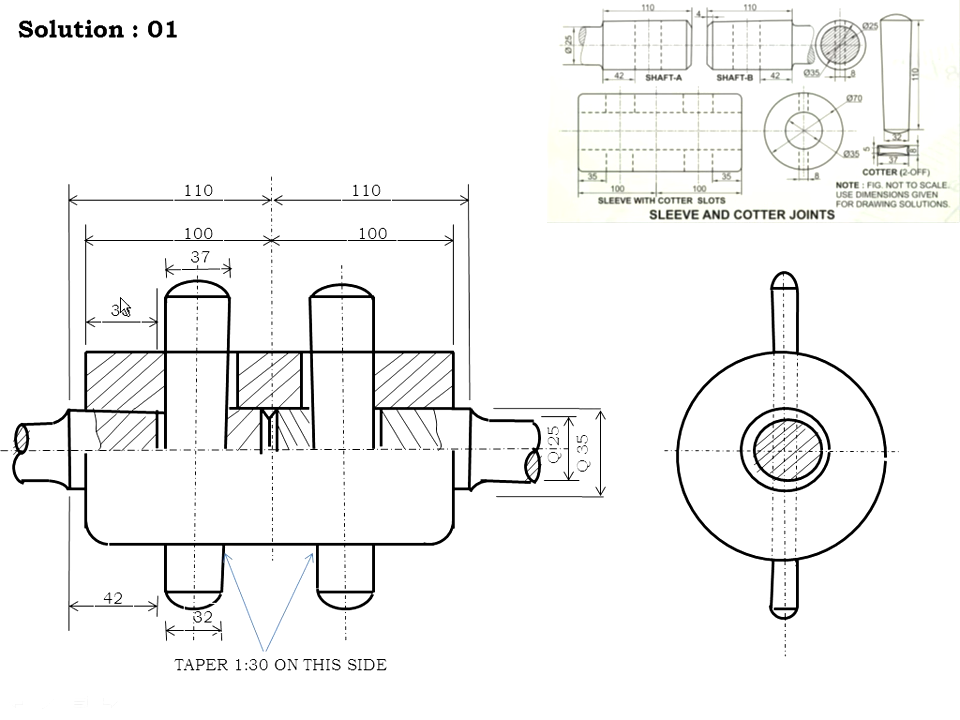 Solution : 01
110
110
4
Ø25
Ø25
110
42
SHAFT-A
SHAFT-B
42
Ø35
8
Ø70
32
5
8
Ø35
37
COTTER (2-OFF)
35
35
8
100
100
SLEEVE WITH COTTER SLOTS
NOTE : FIG. NOT TO SCALE.
USE DIMENSIONS GIVEN
FOR DRAWING SOLUTIONS.
SLEEVE AND COTTER JOINTS
110
110
100
100
37
Q 25
Q 35
42
32
TAPER 1:30 ON THIS SIDE